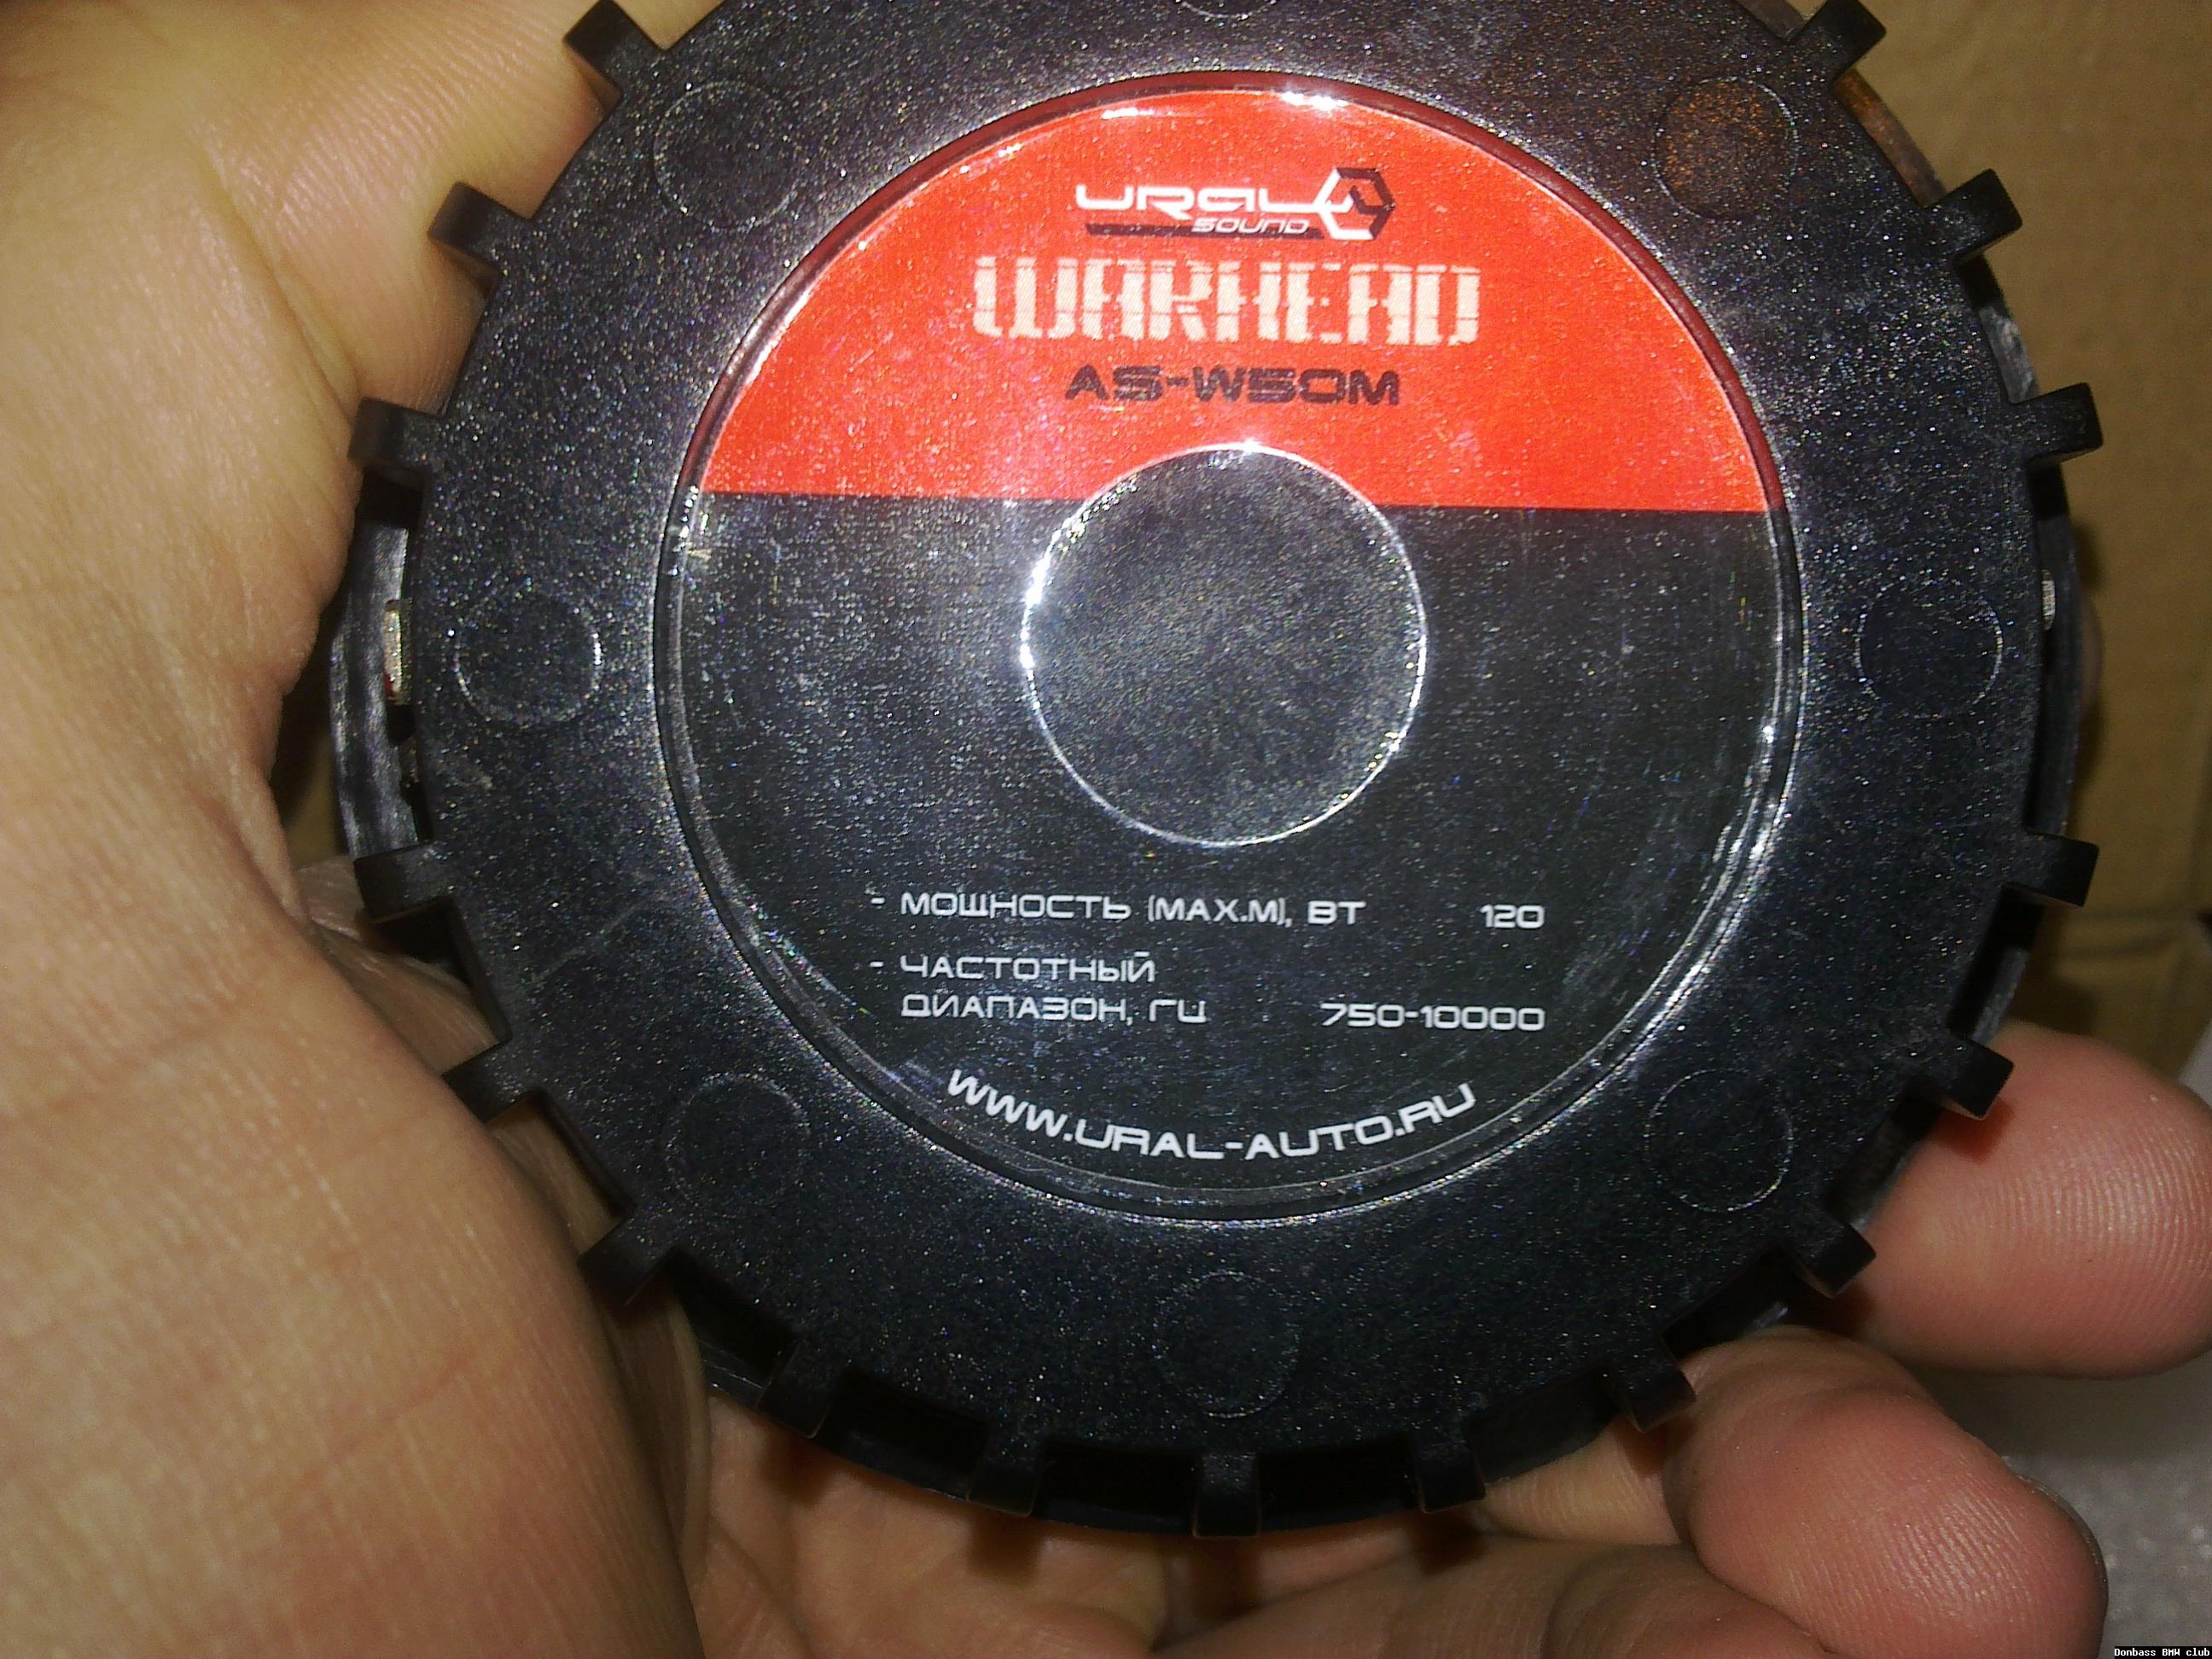 URAL
SOUND
WARHEAD
AS-W50M
- МОЩНОСТЬ (MAX.М), ВТ 120
- ЧАСТОТНЫЙ
ДИАПАЗОН, ГЦ 750-10000
WWW.URAL-AUTO.RU
Donbass BMW club